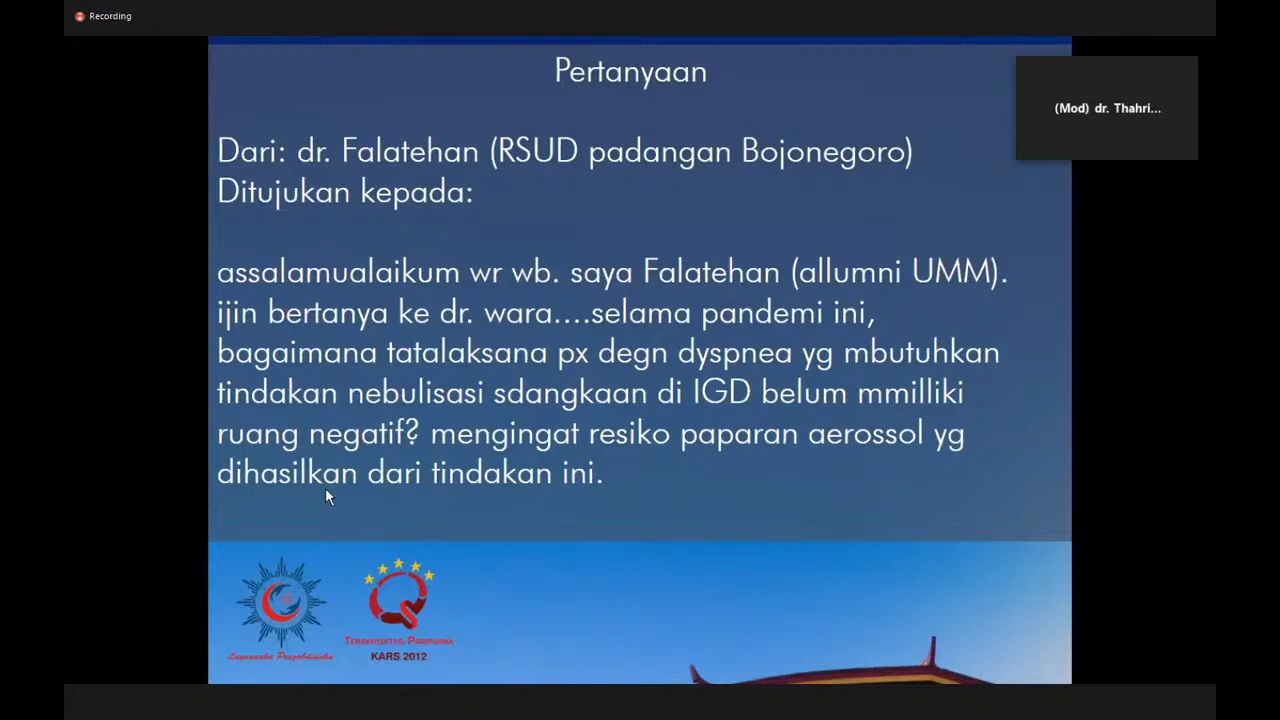 Recording
Pertanyaan
(Mod) dr. Thahri...
Dari: dr. Falatehan (RSUD padangan Bojonegoro)
Ditujukan kepada:
assalamualaikum wr wb. saya Falatehan (allumni UMM).
ijin bertanya ke dr. wara....selama pandemi ini,
bagaimana tatalaksana px degn dyspnea yg mbutuhkan
tindakan nebulisasi sdangkaan di IGD belum mmilliki
ruang negatif? mengingat resiko paparan aerossol yg
dihasilkan dari tindakan ini.
Layananku Pengabdianku
TERAKREDITASI PARIPURNA
KARS 2012